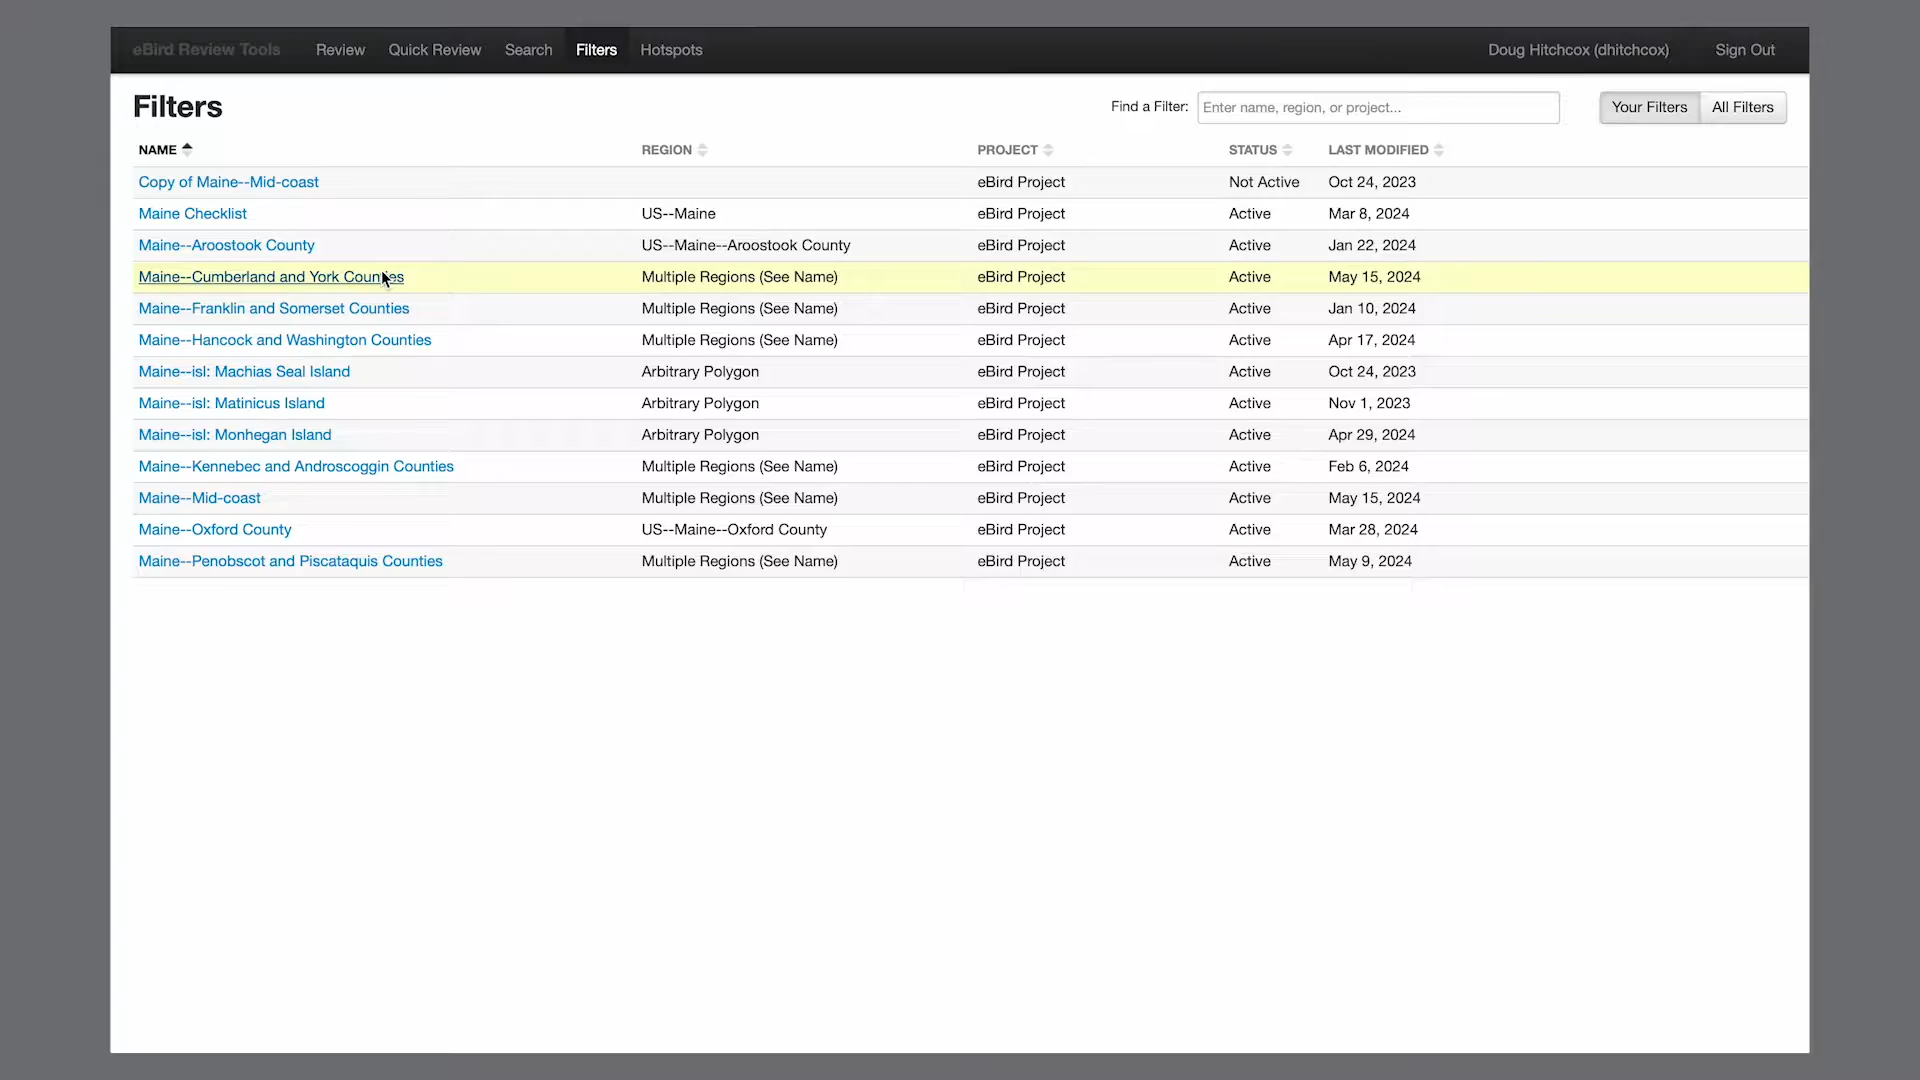 eBird Review Tools Review Quick Review Search Filters Hotspots Doug Hitchcox (dhitchcox) Sign Out
Filters Find a Filter: Enter name, region, or project... Your Filters All Filters
NAME REGION PROJECT STATUS LAST MODIFIED
Copy of Maine--Mid-coast eBird Project Not Active Oct 24, 2023
Maine Checklist US--Maine eBird Project Active Mar 8, 2024
Maine--Aroostook County US--Maine--Aroostook County eBird Project Active Jan 22, 2024
Maine--Cumberland and York Counties Multiple Regions (See Name) eBird Project Active May 15, 2024
Maine--Franklin and Somerset Counties Multiple Regions (See Name) eBird Project Active Jan 10, 2024
Maine--Hancock and Washington Counties Multiple Regions (See Name) eBird Project Active Apr 17, 2024
Maine--isl: Machias Seal Island Arbitrary Polygon eBird Project Active Oct 24, 2023
Maine--isl: Matinicus Island Arbitrary Polygon eBird Project Active Nov 1, 2023
Maine--isl: Monhegan Island Arbitrary Polygon eBird Project Active Apr 29, 2024
Maine--Kennebec and Androscoggin Counties Multiple Regions (See Name) eBird Project Active Feb 6, 2024
Maine--Mid-coast Multiple Regions (See Name) eBird Project Active May 15, 2024
Maine--Oxford County US--Maine--Oxford County eBird Project Active Mar 28, 2024
Maine--Penobscot and Piscataquis Counties Multiple Regions (See Name) eBird Project Active May 9, 2024